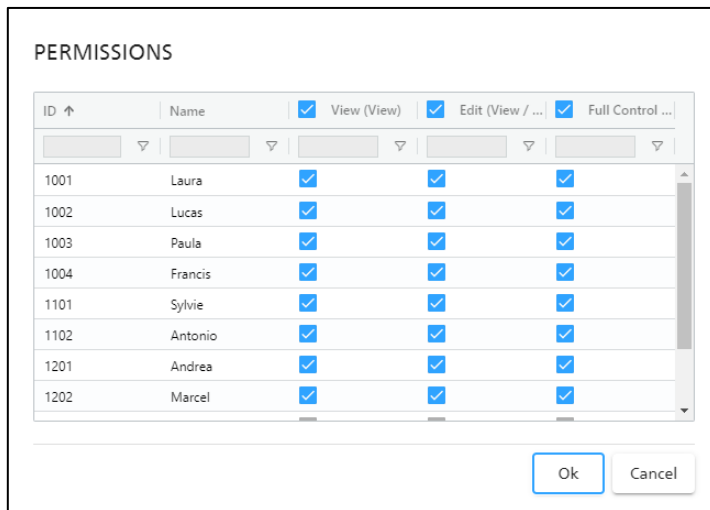 PERMISSIONS
ID Name View (View) Edit (View / ... Full Control ...
1001 Laura
1002 Lucas
1003 Paula
1004 Francis
1101 Sylvie
1102 Antonio
1201 Andrea
1202 Marcel
Ok Cancel